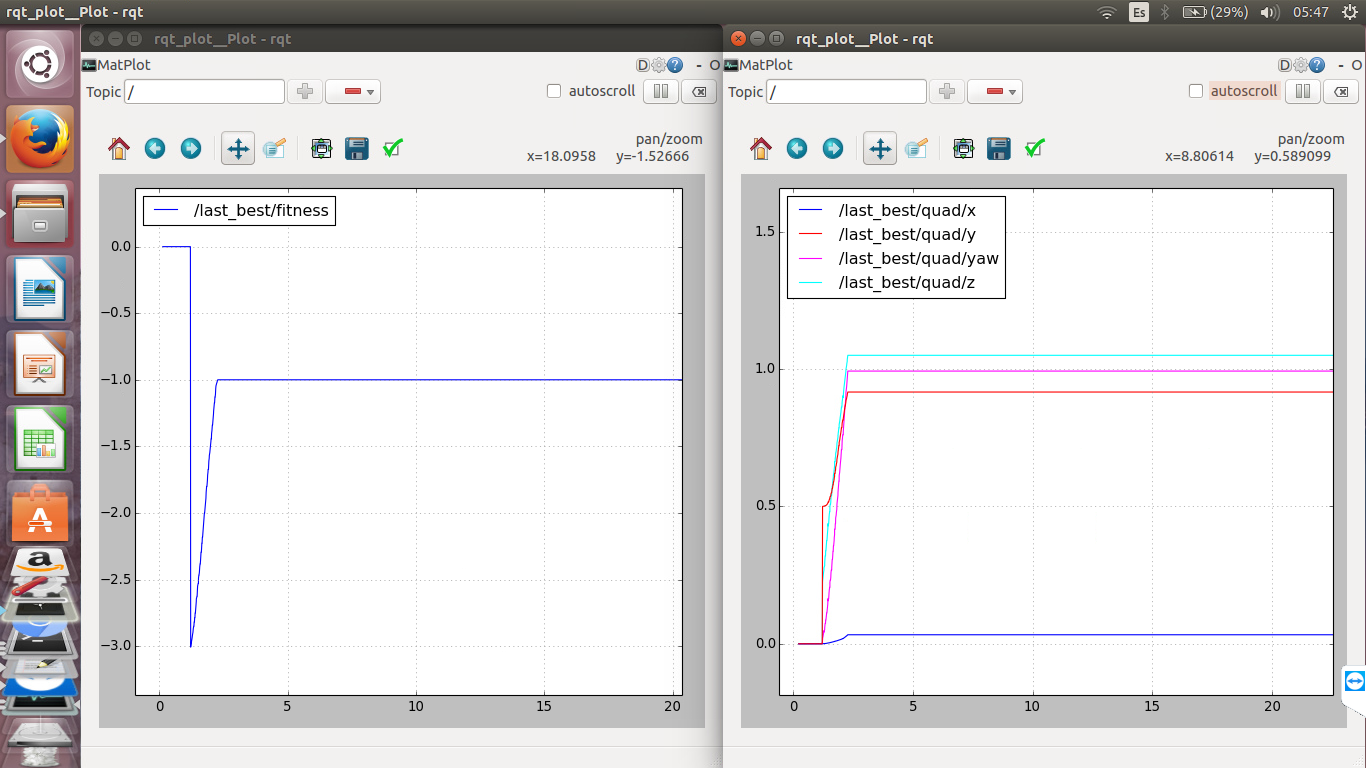 rqt_plot__Plot - rqt
Es
(29%)
05:47
rqt_plot__Plot - rqt
MatPlot
D
- O
Topic
/
autoscroll
pan/zoom
x=18.0958 y=-1.52666
/last_best/fitness
0.0
−0.5
−1.0
−1.5
−2.0
−2.5
−3.0
0 5 10 15 20
rqt_plot__Plot - rqt
MatPlot
D
- O
Topic
/
autoscroll
pan/zoom
x=8.80614 y=0.589099
/last_best/quad/x
/last_best/quad/y
/last_best/quad/yaw
/last_best/quad/z
1.5
1.0
0.5
0.0
0 5 10 15 20